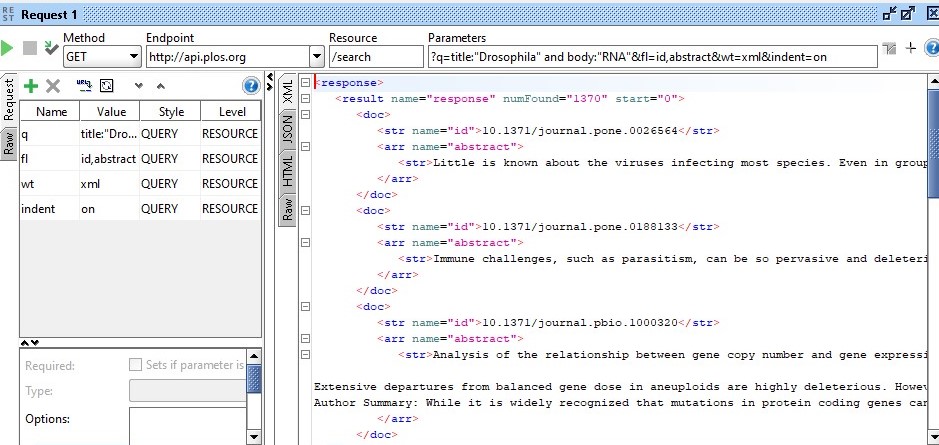 RE
ST
Request 1
Method
Endpoint
Resource
Parameters
GET
http://api.plos.org
/search
?q=title:"Drosophila" and body:"RNA"&fl=id,abstract&wt=xml&indent=on
Request
Raw
Name Value Style Level
q title:"Dro... QUERY RESOURCE
fl id,abstract QUERY RESOURCE
wt xml QUERY RESOURCE
indent on QUERY RESOURCE
Required: Sets if parameter is
Type:
Options:
XML
JSON
HTML
Raw
<response>
<result name="response" numFound="1370" start="0">
<doc>
<str name="id">10.1371/journal.pone.0026564</str>
<arr name="abstract">
<str>Little is known about the viruses infecting most species. Even in group
</arr>
</doc>
<doc>
<str name="id">10.1371/journal.pone.0188133</str>
<arr name="abstract">
<str>Immune challenges, such as parasitism, can be so pervasive and deleteri
</arr>
</doc>
<doc>
<str name="id">10.1371/journal.pbio.1000320</str>
<arr name="abstract">
<str>Analysis of the relationship between gene copy number and gene expressi
Extensive departures from balanced gene dose in aneuploids are highly deleterious. Howev
Author Summary: While it is widely recognized that mutations in protein coding genes can
</arr>
</doc>